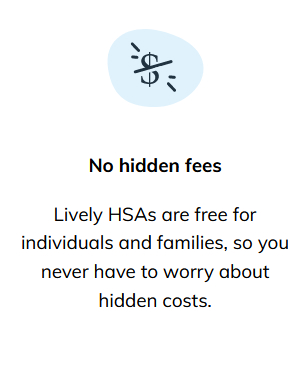 No hidden fees
Lively HSAs are free for
individuals and families, so you
never have to worry about
hidden costs.